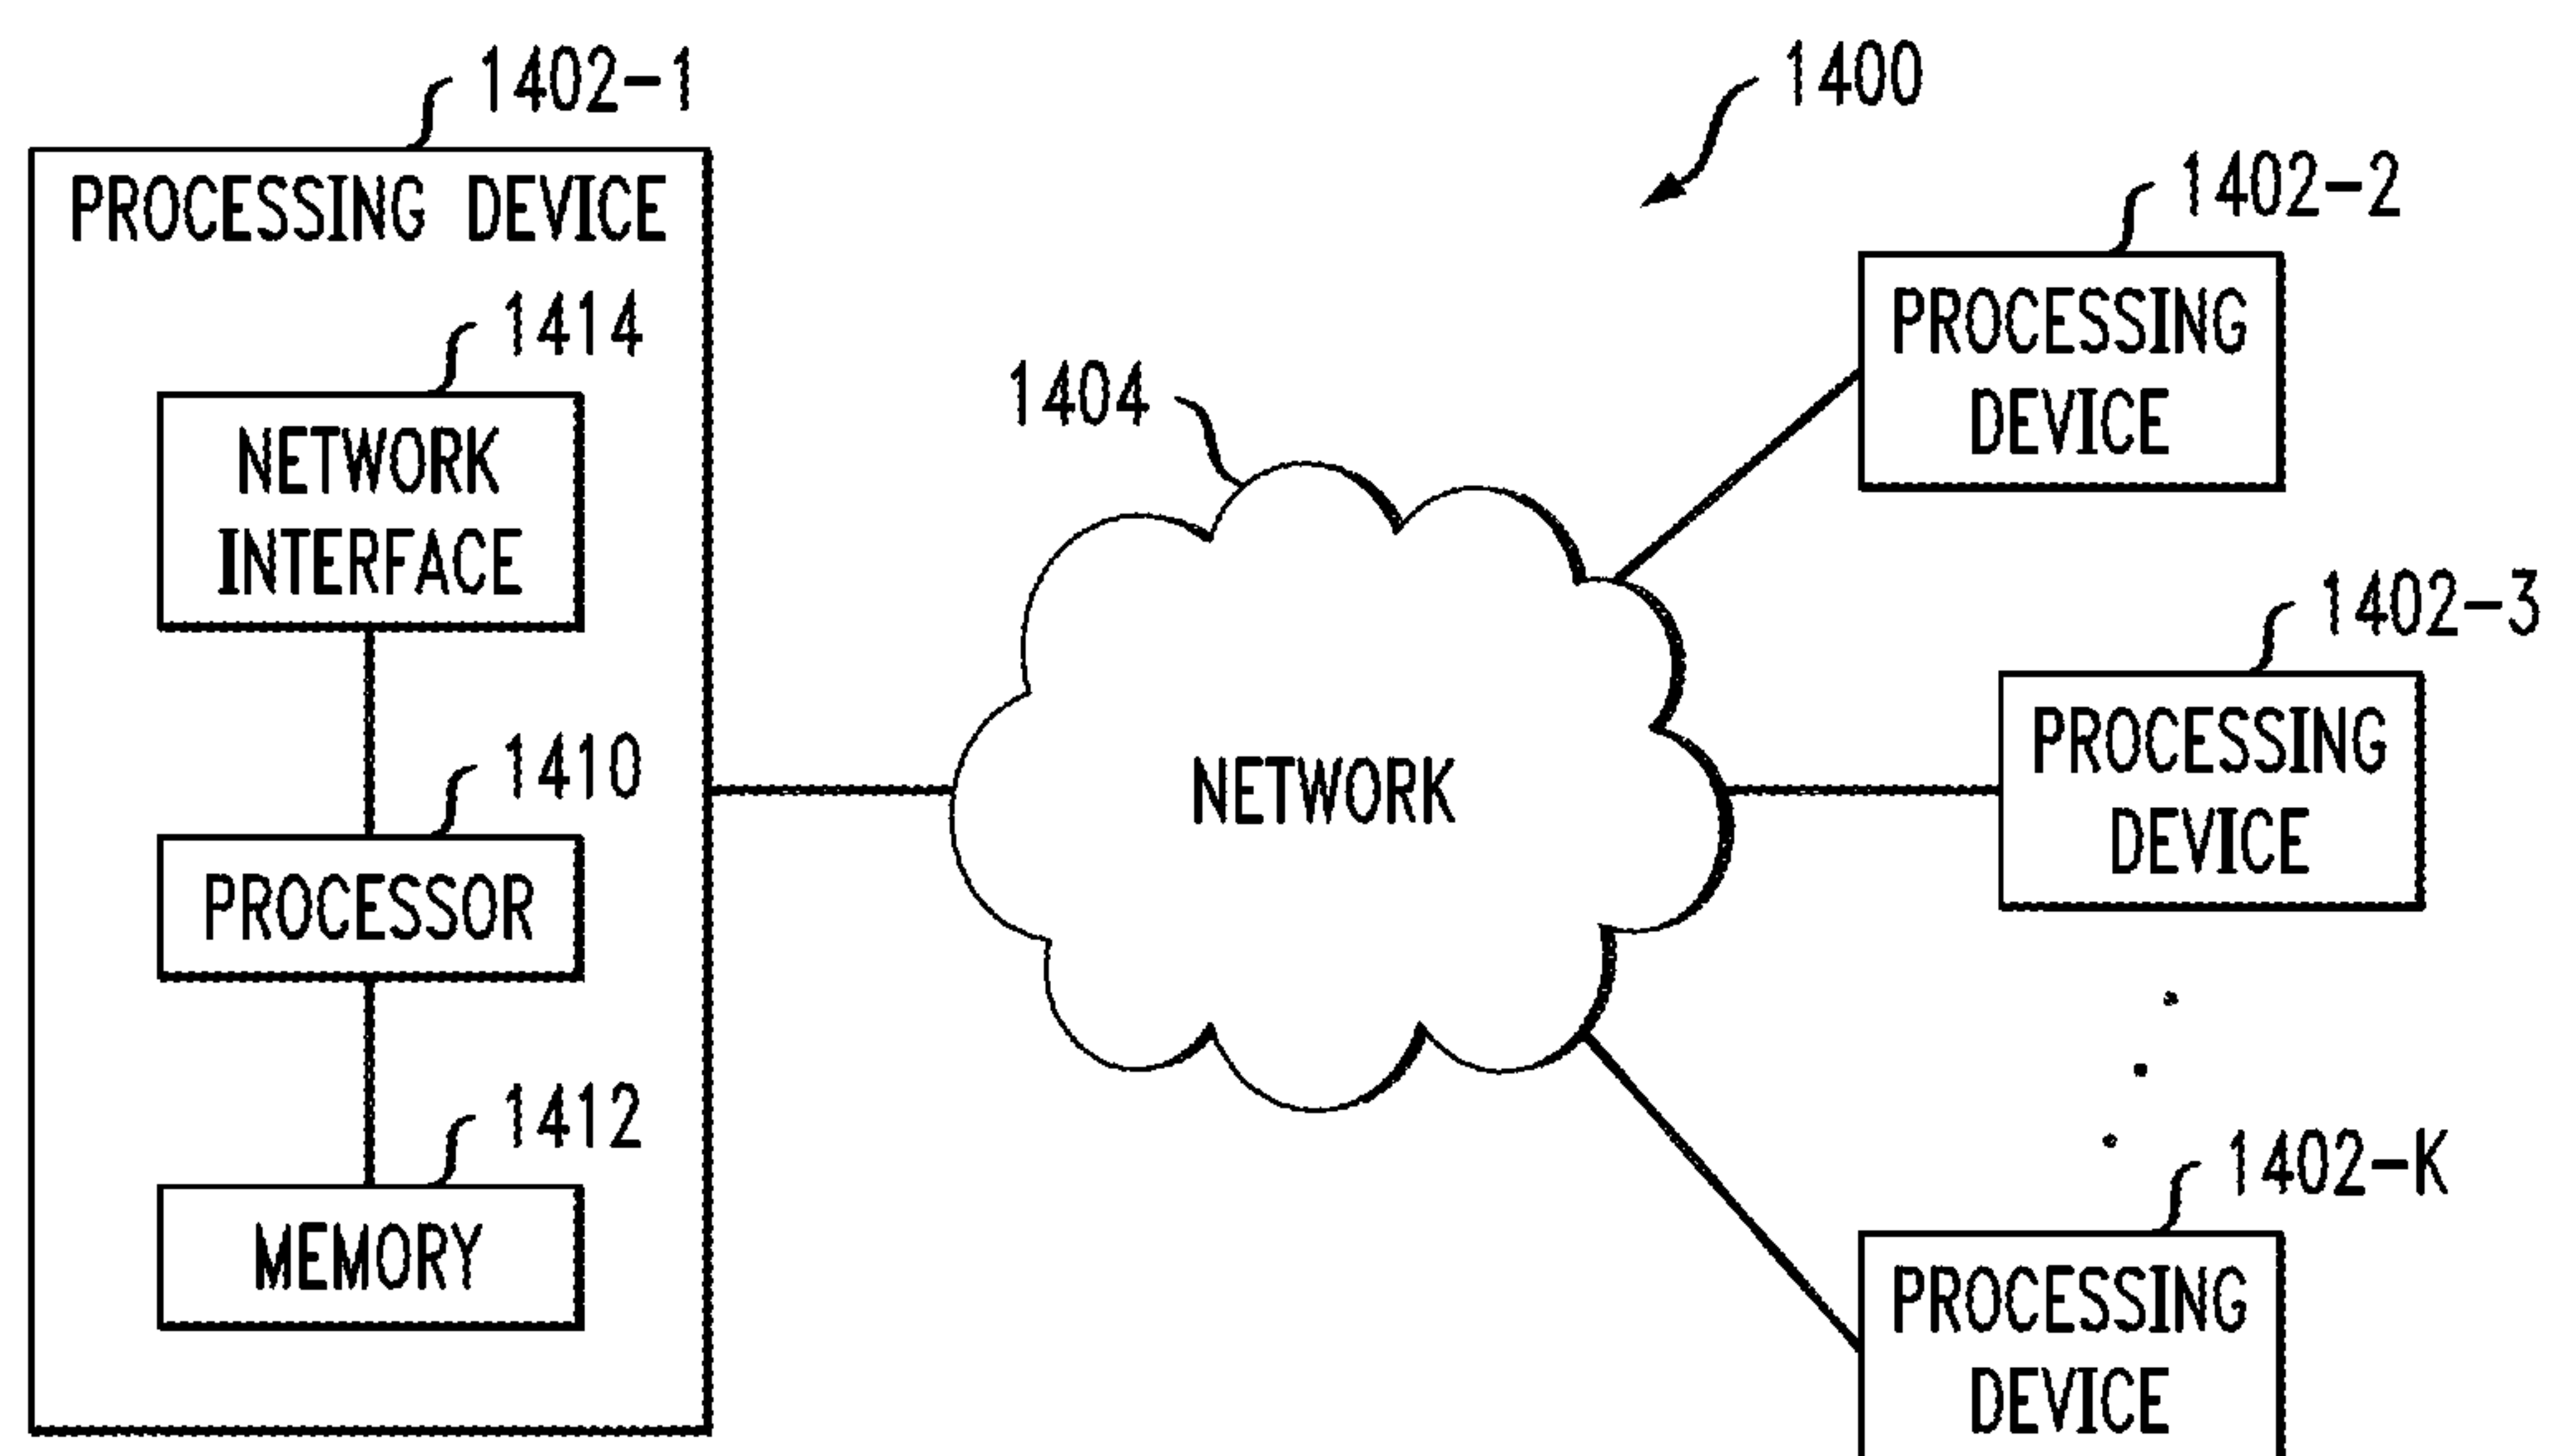 1402-1
PROCESSING DEVICE
1414
NETWORK
INTERFACE
1410
PROCESSOR
1412
MEMORY
1400
1404
NETWORK
1402-2
PROCESSING
DEVICE
1402-3
PROCESSING
DEVICE
1402-K
PROCESSING
DEVICE